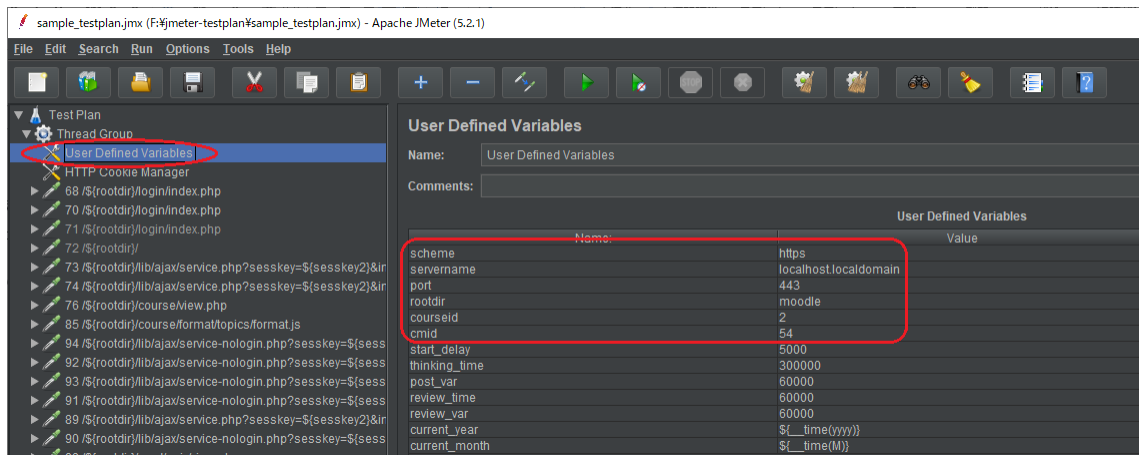 sample_testplan.jmx (F:¥jmeter-testplan¥sample_testplan.jmx) - Apache JMeter (5.2.1)
File Edit Search Run Options Tools Help
STOP
Test Plan
Thread Group
User Defined Variables
HTTP Cookie Manager
68 /${rootdir}/login/index.php
70 /${rootdir}/login/index.php
71 /${rootdir}/login/index.php
72 /${rootdir}/
73 /${rootdir}/lib/ajax/service.php?sesskey=${sesskey2}&in
74 /${rootdir}/lib/ajax/service.php?sesskey=${sesskey2}&in
76 /${rootdir}/course/view.php
85 /${rootdir}/course/format/topics/format.js
94 /${rootdir}/lib/ajax/service-nologin.php?sesskey=${sess
92 /${rootdir}/lib/ajax/service-nologin.php?sesskey=${sess
93 /${rootdir}/lib/ajax/service-nologin.php?sesskey=${sess
91 /${rootdir}/lib/ajax/service-nologin.php?sesskey=${sess
89 /${rootdir}/lib/ajax/service.php?sesskey=${sesskey2}&in
90 /${rootdir}/lib/ajax/service-nologin.php?sesskey=${sess
User Defined Variables
Name: User Defined Variables
Comments:
User Defined Variables
Name: Value
scheme https
servername localhost.localdomain
port 443
rootdir moodle
courseid 2
cmid 54
start_delay 5000
thinking_time 300000
post_var 60000
review_time 60000
review_var 60000
current_year ${__time(yyyy)}
current_month ${__time(M)}